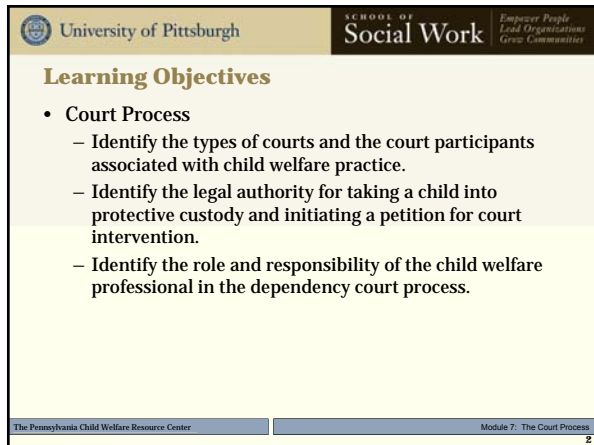 University of Pittsburgh
SCHOOL OF
Social Work
Empower People
Lead Organizations
Grow Communities
Learning Objectives
• Court Process
– Identify the types of courts and the court participants
associated with child welfare practice.
– Identify the legal authority for taking a child into
protective custody and initiating a petition for court
intervention.
– Identify the role and responsibility of the child welfare
professional in the dependency court process.
The Pennsylvania Child Welfare Resource Center
Module 7: The Court Process
2